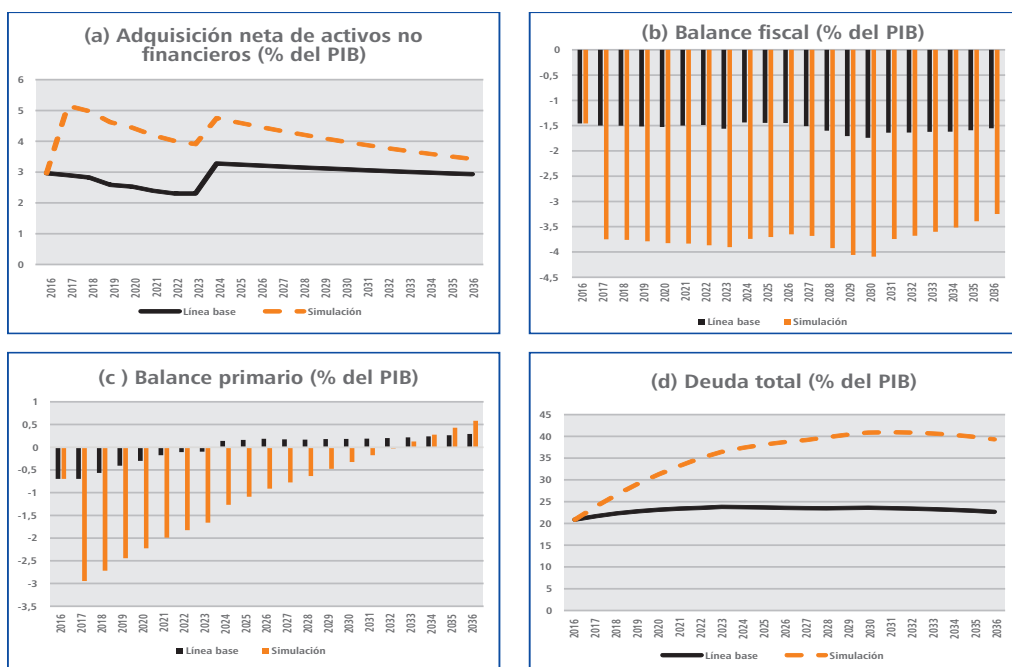 (a) Adquisición neta de activos no
financieros (% del PIB)
6
5
4
3
2
1
0
2016 2017 2018 2019 2020 2021 2022 2023 2024 2025 2026 2027 2028 2029 2030 2031 2032 2033 2034 2035 2036
Línea base Simulación
(b) Balance fiscal (% del PIB)
0
-0,5
-1
-1,5
-2
-2,5
-3
-3,5
-4
-4,5
2016 2017 2018 2019 2020 2021 2022 2023 2024 2025 2026 2027 2028 2029 2030 2031 2032 2033 2034 2035 2036
Línea base Simulación
(c ) Balance primario (% del PIB)
1
0,5
0
-0,5
-1
-1,5
-2
-2,5
-3
-3,5
2016 2017 2018 2019 2020 2021 2022 2023 2024 2025 2026 2027 2028 2029 2030 2031 2032 2033 2034 2035 2036
Línea base Simulación
(d) Deuda total (% del PIB)
45
40
35
30
25
20
15
10
5
0
2016 2017 2018 2019 2020 2021 2022 2023 2024 2025 2026 2027 2028 2029 2030 2031 2032 2033 2034 2035 2036
Línea base Simulación